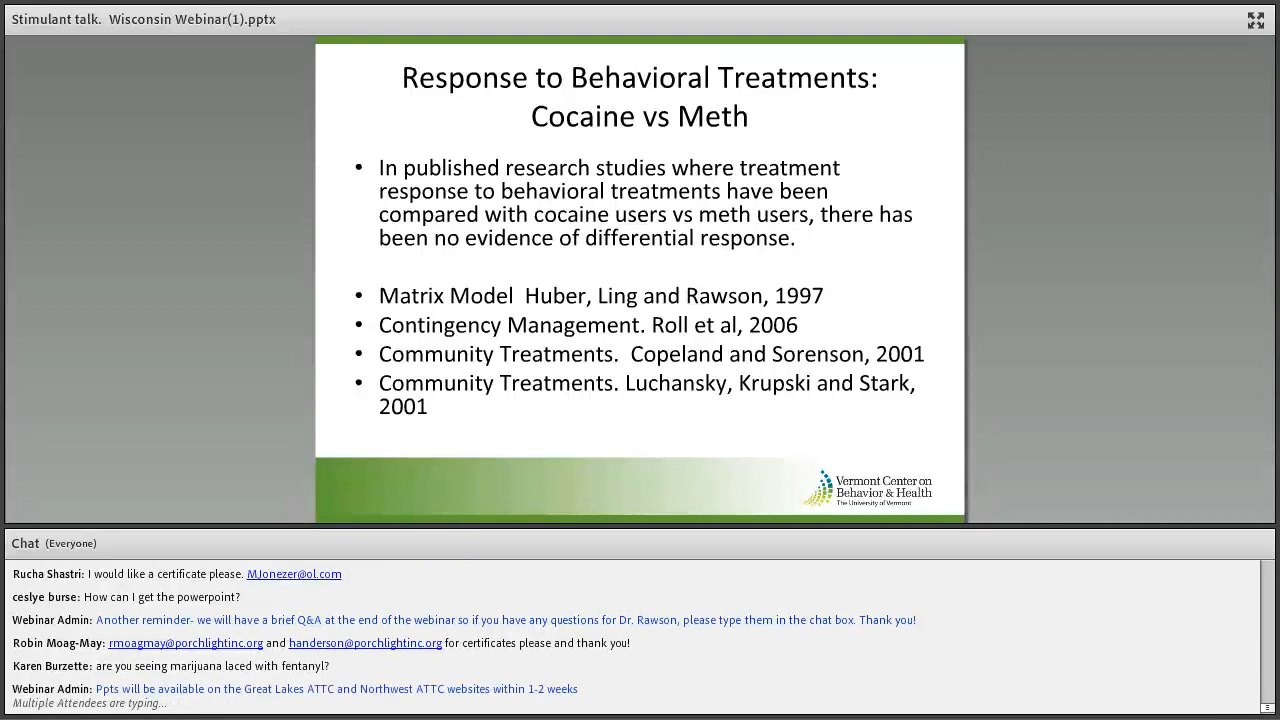 Stimulant talk.  Wisconsin Webinar(1).pptx
Response to Behavioral Treatments:
Cocaine vs Meth
• In published research studies where treatment
response to behavioral treatments have been
compared with cocaine users vs meth users, there has
been no evidence of differential response.
• Matrix Model  Huber, Ling and Rawson, 1997
• Contingency Management. Roll et al, 2006
• Community Treatments.  Copeland and Sorenson, 2001
• Community Treatments. Luchansky, Krupski and Stark,
2001
Vermont Center on
Behavior & Health
The University of Vermont
Chat (Everyone)
Rucha Shastri: I would like a certificate please. MJonezer@ol.com
ceslye burse: How can I get the powerpoint?
Webinar Admin: Another reminder- we will have a brief Q&A at the end of the webinar so if you have any questions for Dr. Rawson, please type them in the chat box. Thank you!
Robin Moag-May: rmoagmay@porchlightinc.org and handerson@porchlightinc.org for certificates please and thank you!
Karen Burzette: are you seeing marijuana laced with fentanyl?
Webinar Admin: Ppts will be available on the Great Lakes ATTC and Northwest ATTC websites within 1-2 weeks
Multiple Attendees are typing...